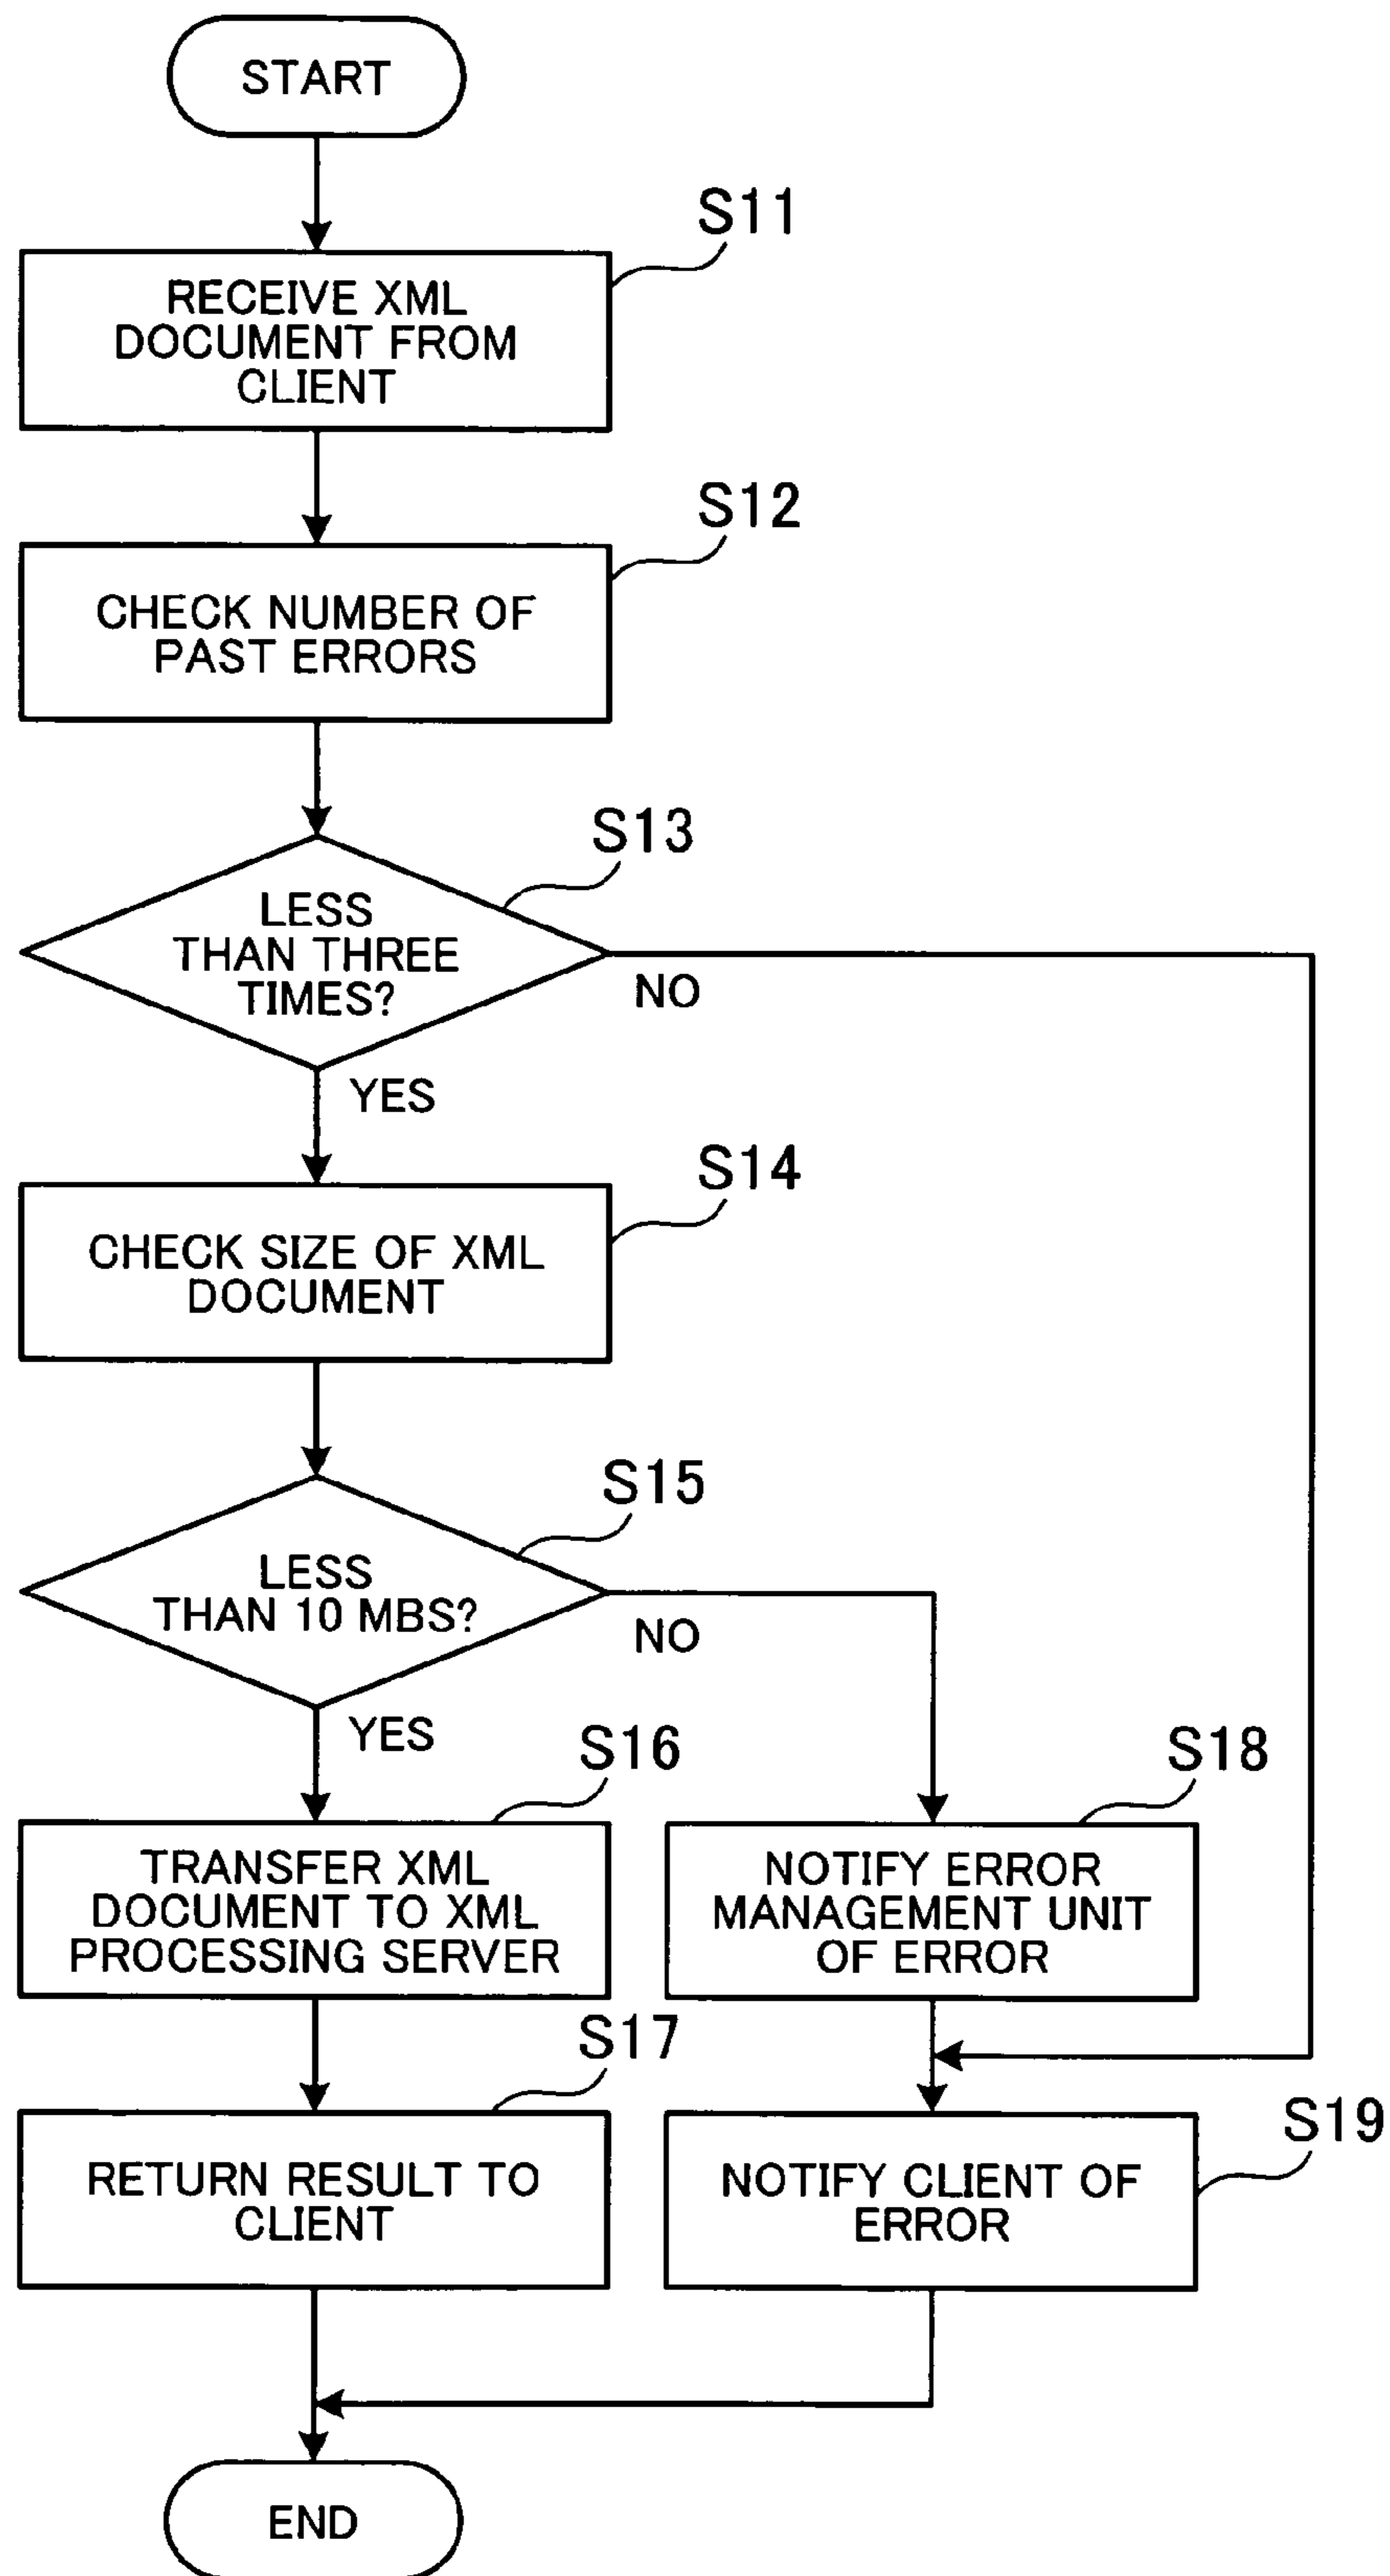 START
S11
RECEIVE XML
DOCUMENT FROM
CLIENT
S12
CHECK NUMBER OF
PAST ERRORS
S13
LESS
THAN THREE
TIMES?
NO
YES
S14
CHECK SIZE OF XML
DOCUMENT
S15
LESS
THAN 10 MBS?
NO
YES
S16
TRANSFER XML
DOCUMENT TO XML
PROCESSING SERVER
S18
NOTIFY ERROR
MANAGEMENT UNIT
OF ERROR
S17
RETURN RESULT TO
CLIENT
S19
NOTIFY CLIENT OF
ERROR
END